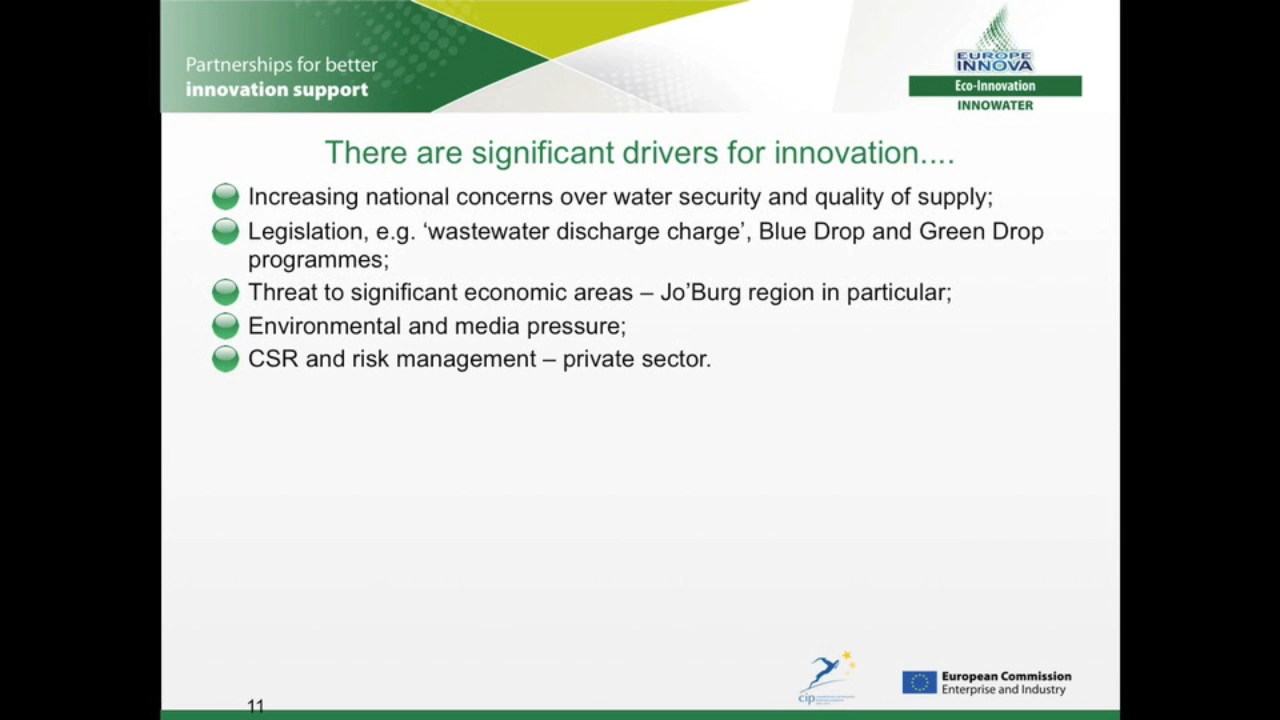 Partnerships for better
innovation support
EUROPE
INNOVA
Eco-Innovation
INNOWATER
There are significant drivers for innovation....
Increasing national concerns over water security and quality of supply;
Legislation, e.g. ‘wastewater discharge charge’, Blue Drop and Green Drop
programmes;
Threat to significant economic areas – Jo’Burg region in particular;
Environmental and media pressure;
CSR and risk management – private sector.
cip
European Commission
Enterprise and Industry
11